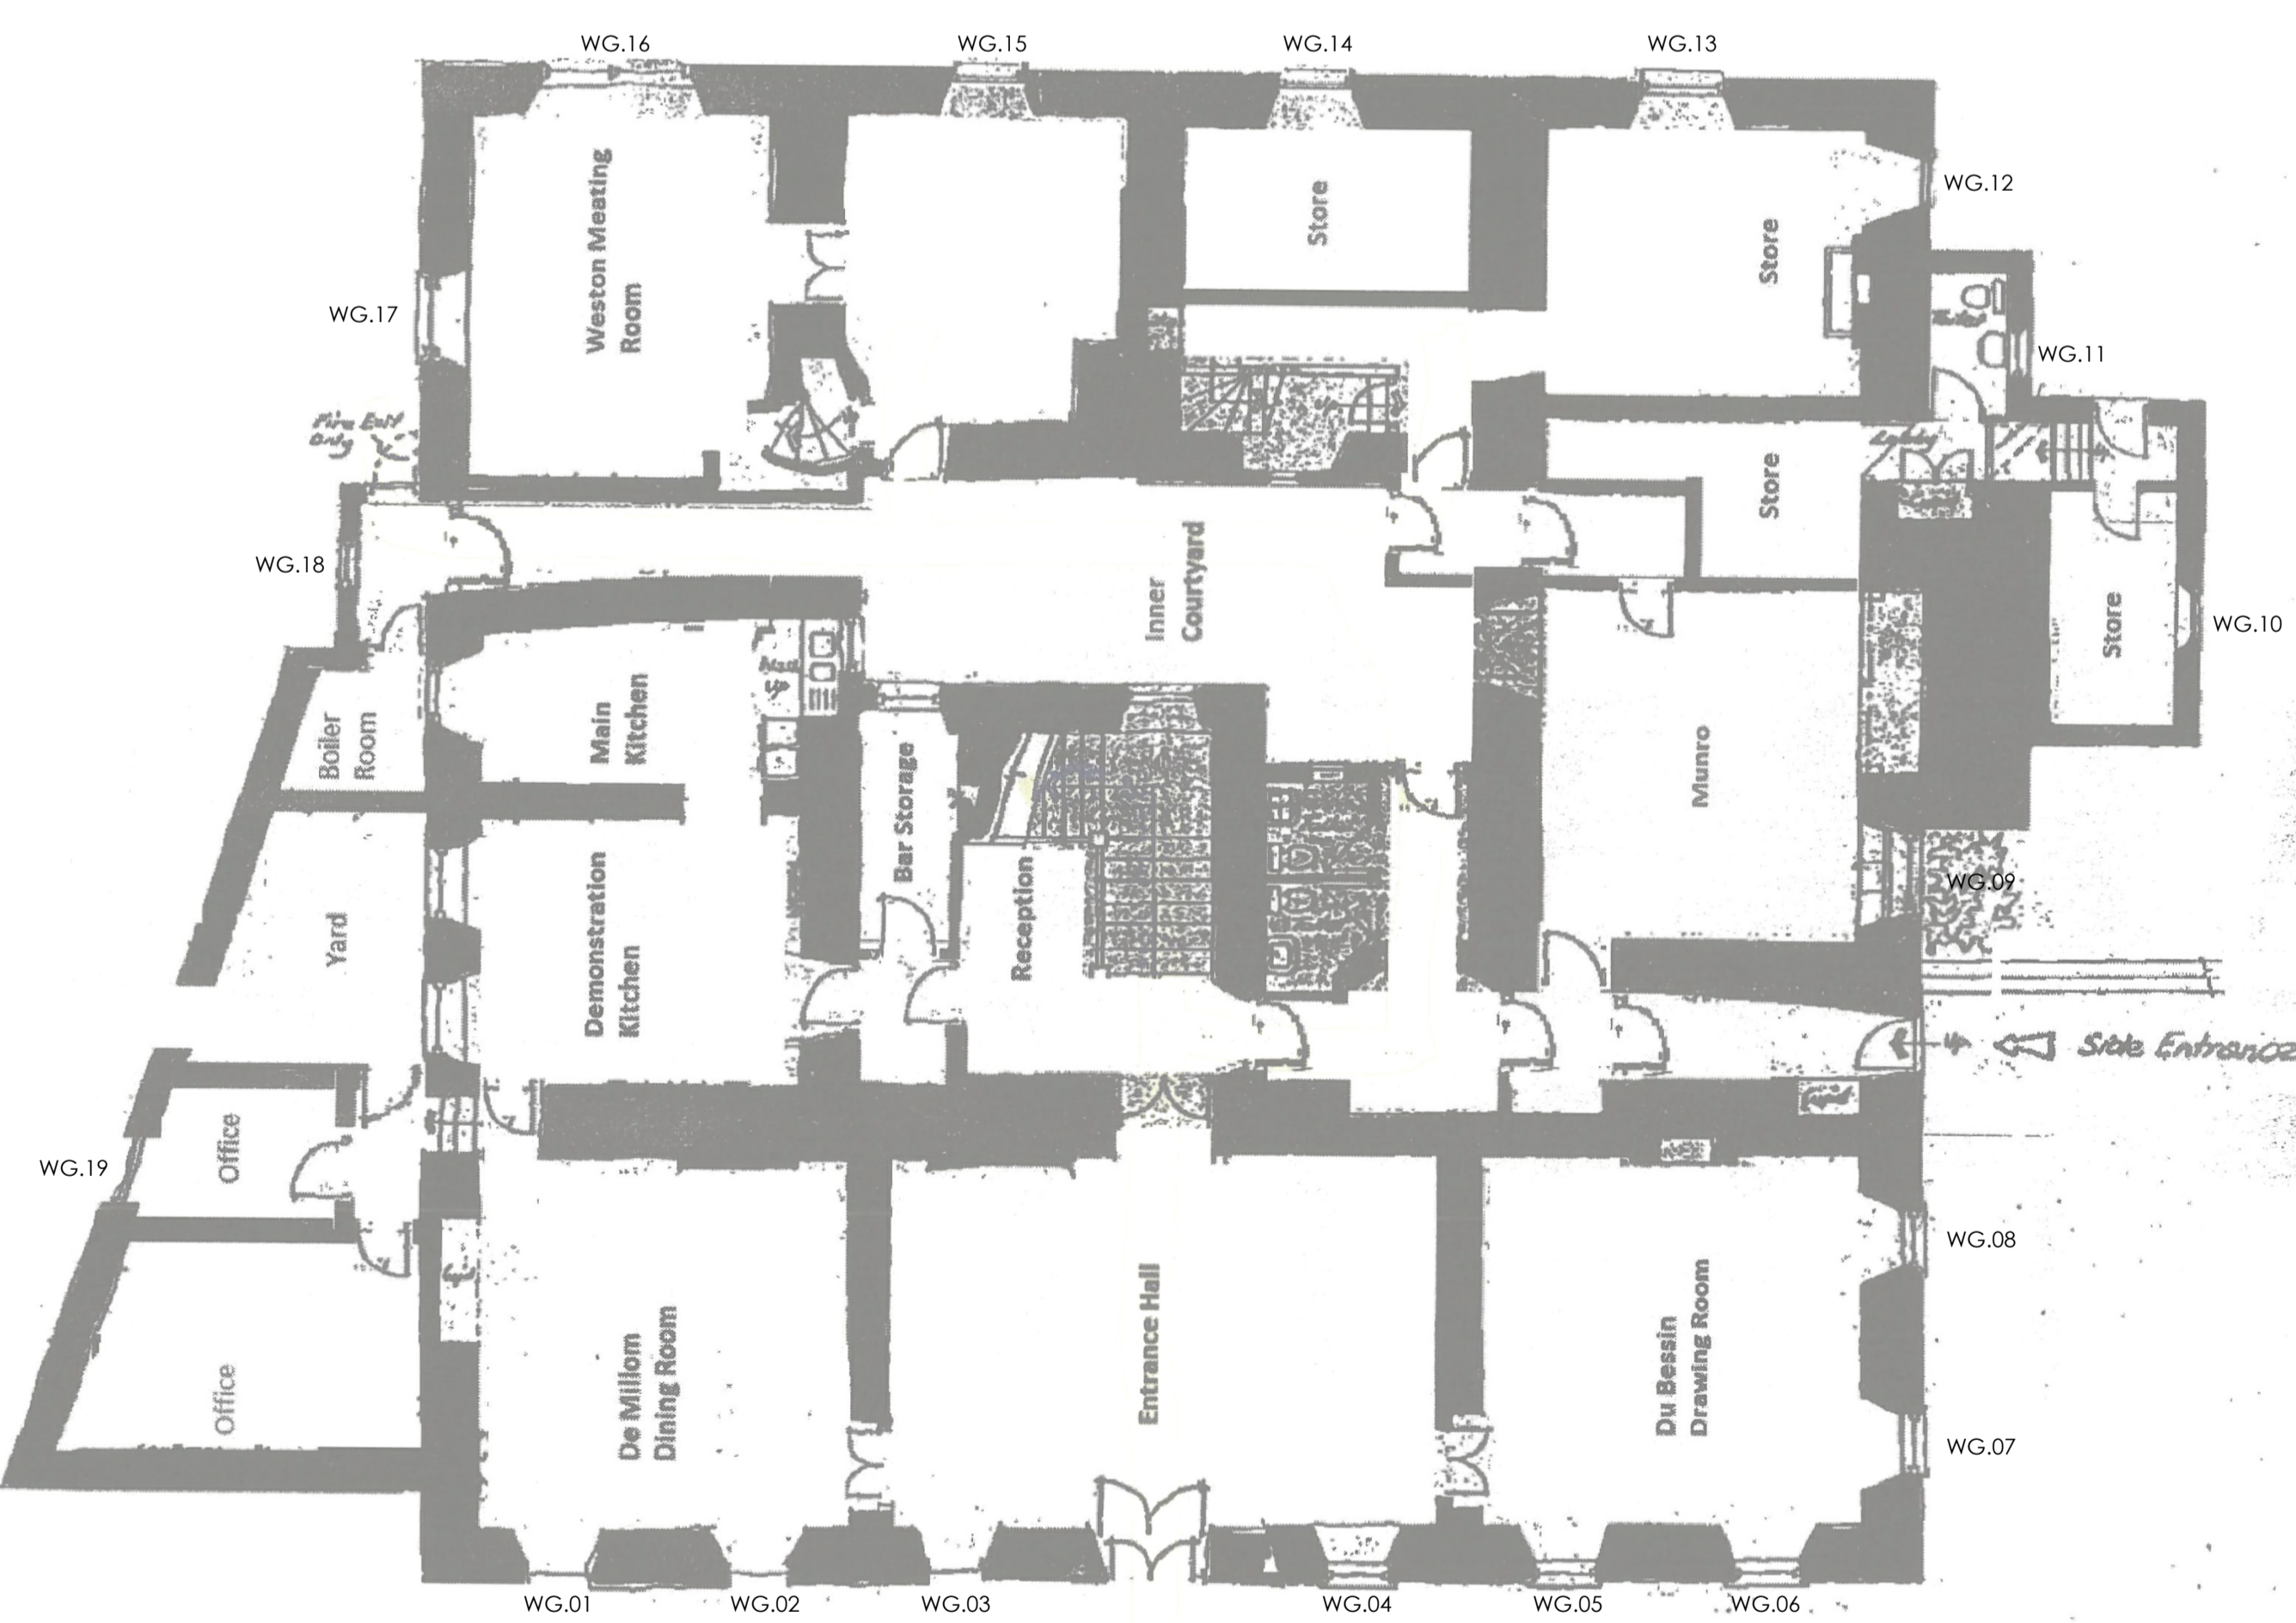 WG.16
WG.15
WG.14
WG.13
WG.12
WG.17
WG.11
WG.18
WG.10
WG.09
WG.19
WG.08
WG.07
WG.01
WG.02
WG.03
WG.04
WG.05
WG.06
Weston Meating
Room
Store
Store
Toilet
Fire Exit
Only
Lobby
Store
Inner
Courtyard
Store
Boiler
Room
Main
Kitchen
Munro
Bar Storage
Yard
Demonstration
Kitchen
Reception
Side Entrance
Office
Office
De Millom
Dining Room
Entrance Hall
Du Bessin
Drawing Room